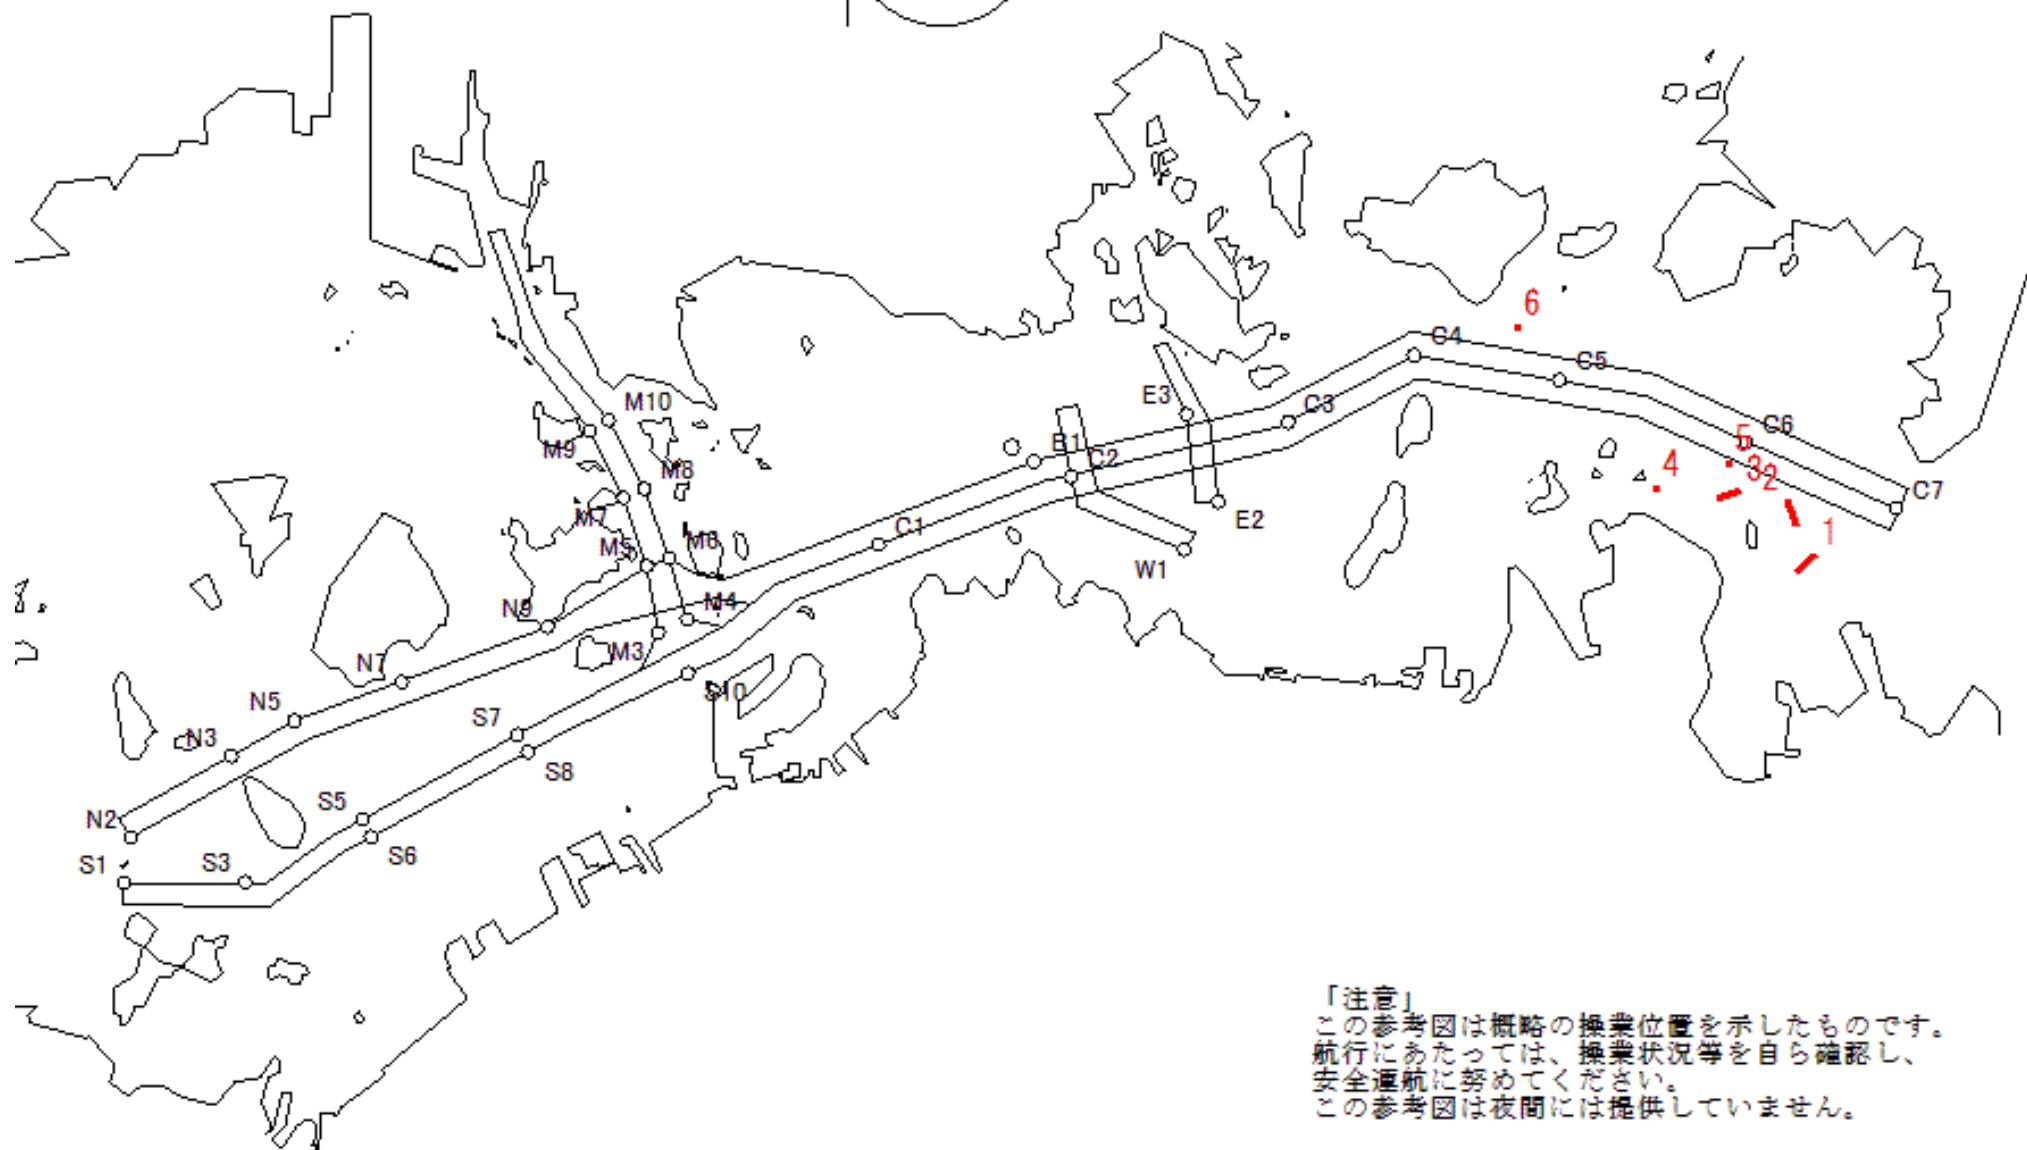 6
C4
C5
M10
E3
C3
C6
M9
B1
5
M8
C2
4
3
2
C7
M7
C1
E2
1
M5
M6
W1
N9
M4
M3
N7
S10
N5
S7
N3
S8
S5
N2
S6
S1
S3
「注意」
この参考図は概略の操業位置を示したものです。
航行にあたっては、操業状況等を自ら確認し、
安全運航に努めてください。
この参考図は夜間には提供していません。